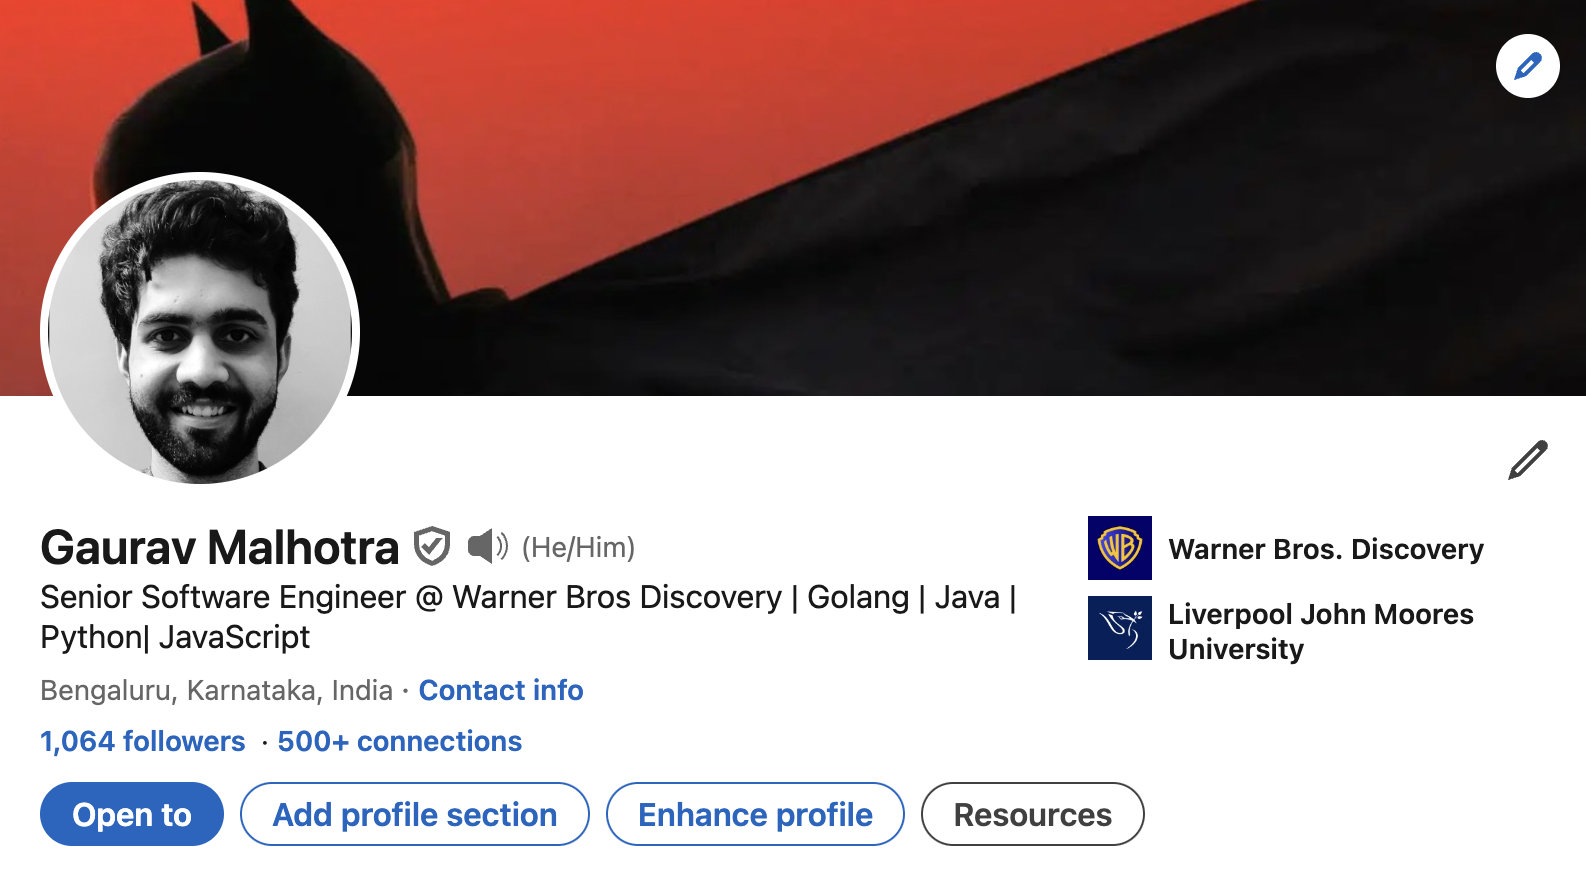 Gaurav Malhotra (He/Him)
Senior Software Engineer @ Warner Bros Discovery | Golang | Java |
Python| JavaScript
Bengaluru, Karnataka, India · Contact info
1,064 followers · 500+ connections
Open to
Add profile section
Enhance profile
Resources
WB
Warner Bros. Discovery
Liverpool John Moores
University